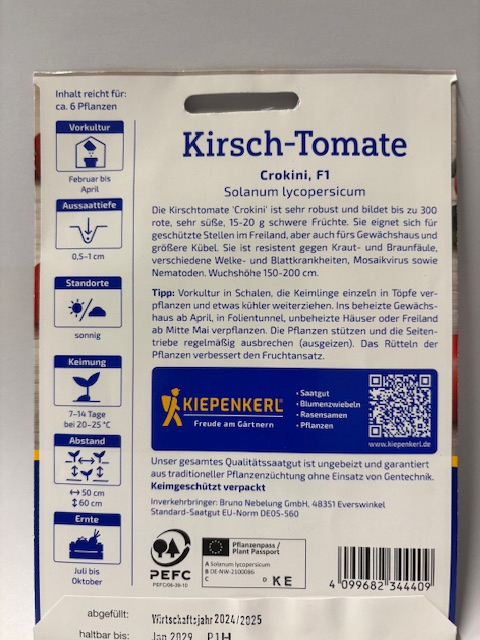 Inhalt reicht für:
ca. 6 Pflanzen
Vorkultur
Februar bis
April
Aussaattiefe
0,5-1 cm
Standorte
sonnig
Keimung
7-14 Tage
bei 20-25 °C
Abstand
↔ 50 cm
↕ 60 cm
Ernte
Juli bis
Oktober
Kirsch-Tomate
Crokini, F1
Solanum lycopersicum
Die Kirschtomate 'Crokini' ist sehr robust und bildet bis zu 300
rote, sehr süße, 15-20 g schwere Früchte. Sie eignet sich für
geschützte Stellen im Freiland, aber auch fürs Gewächshaus und
größere Kübel. Sie ist resistent gegen Kraut- und Braunfäule,
verschiedene Welke- und Blattkrankheiten, Mosaikvirus sowie
Nematoden. Wuchshöhe 150-200 cm.
Tipp: Vorkultur in Schalen, die Keimlinge einzeln in Töpfe ver-
pflanzen und etwas kühler weiterziehen. Ins beheizte Gewächs-
haus ab April, in Folientunnel, unbeheizte Häuser oder Freiland
ab Mitte Mai verpflanzen. Die Pflanzen stützen und die Seiten-
triebe regelmäßig ausbrechen (ausgeizen). Das Rütteln der
Pflanzen verbessert den Fruchtansatz.
KIEPENKERL®
Freude am Gärtnern
• Saatgut
• Blumenzwiebeln
• Rasensamen
• Pflanzen
www.kiepenkerl.de
Unser gesamtes Qualitätssaatgut ist ungebeizt und garantiert
aus traditioneller Pflanzenzüchtung ohne Einsatz von Gentechnik.
Keimgeschützt verpackt
Inverkehrbringer: Bruno Nebelung GmbH, 48351 Everswinkel
Standard-Saatgut EU-Norm DE05-560
PEFC
PEFC/06-39-10
Pflanzenpass /
Plant Passport
A Solanum lycopersicum
B DE-NW-2100086
C D KE
4 099682 344409
abgefüllt: Wirtschaftsjahr 2024/2025
haltbar bis: Jan 2029 P1H